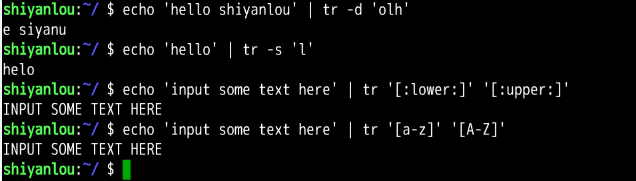 shiyanlou:~/ $ echo 'hello shiyanlou' | tr -d 'olh'
e siyanu
shiyanlou:~/ $ echo 'hello' | tr -s 'l'
helo
shiyanlou:~/ $ echo 'input some text here' | tr '[:lower:]' '[:upper:]'
INPUT SOME TEXT HERE
shiyanlou:~/ $ echo 'input some text here' | tr '[a-z]' '[A-Z]'
INPUT SOME TEXT HERE
shiyanlou:~/ $